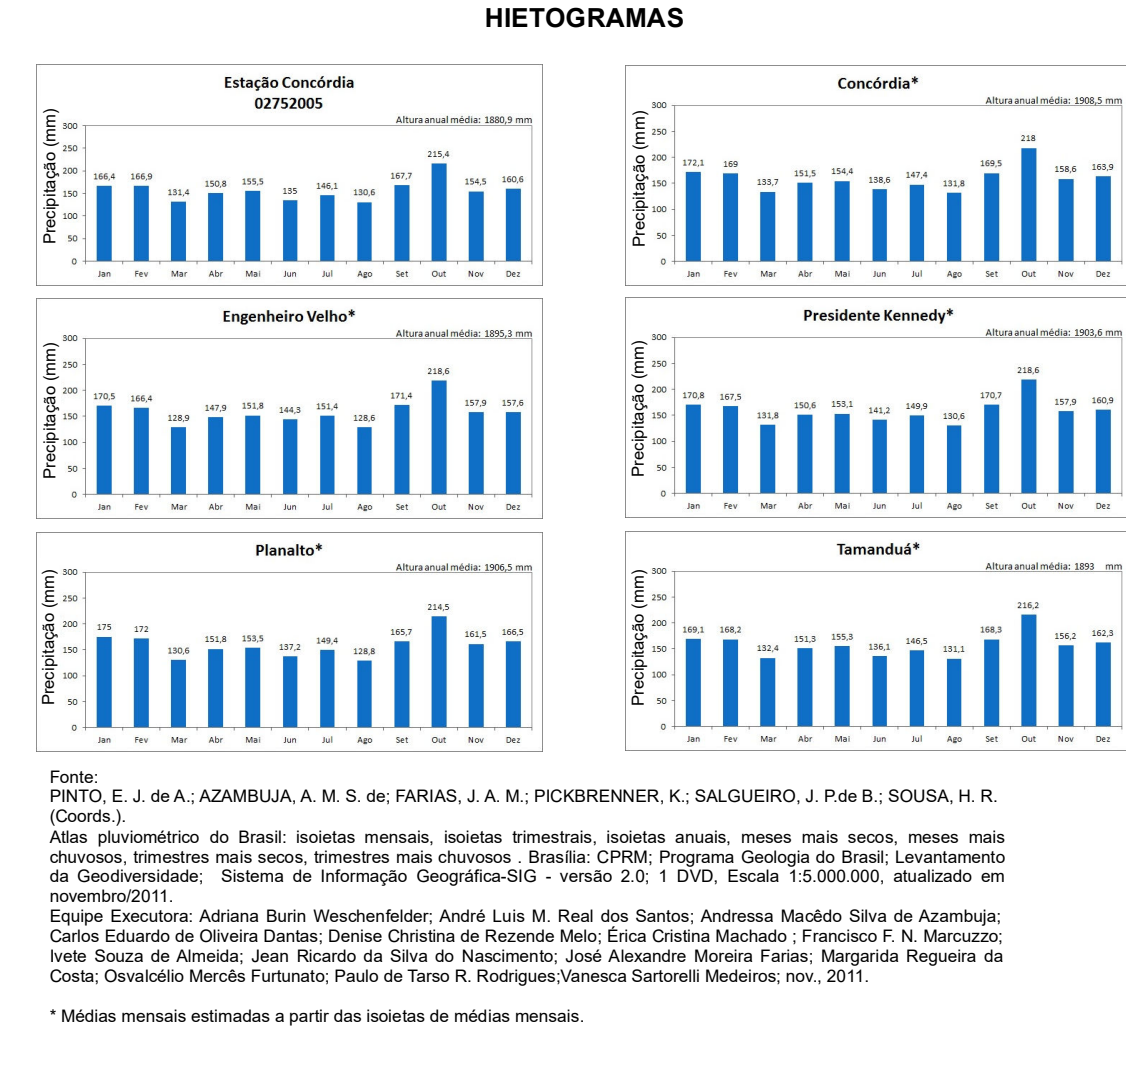 HIETOGRAMAS
Estação Concórdia
02752005
Altura anual média: 1880,9 mm
Precipitação (mm)
300
250
200
150
100
50
0
166,4 166,9 131,4 150,8 155,5 135 146,1 130,6 167,7 215,4 154,5 160,6
Jan Fev Mar Abr Mai Jun Jul Ago Set Out Nov Dez
Concórdia*
Altura anual média: 1908,5 mm
Precipitação (mm)
300
250
200
150
100
50
0
172,1 169 133,7 151,5 154,4 138,6 147,4 131,8 169,5 218 158,6 163,9
Jan Fev Mar Abr Mai Jun Jul Ago Set Out Nov Dez
Engenheiro Velho*
Altura anual média: 1895,3 mm
Precipitação (mm)
300
250
200
150
100
50
0
170,5 166,4 128,9 147,9 151,8 144,3 151,4 128,6 171,4 218,6 157,9 157,6
Jan Fev Mar Abr Mai Jun Jul Ago Set Out Nov Dez
Presidente Kennedy*
Altura anual média: 1903,6 mm
Precipitação (mm)
300
250
200
150
100
50
0
170,8 167,5 131,8 150,6 153,1 141,2 149,9 130,6 170,7 218,6 157,9 160,9
Jan Fev Mar Abr Mai Jun Jul Ago Set Out Nov Dez
Planalto*
Altura anual média: 1906,5 mm
Precipitação (mm)
300
250
200
150
100
50
0
175 172 130,6 151,8 153,5 137,2 149,4 128,8 165,7 214,5 161,5 166,5
Jan Fev Mar Abr Mai Jun Jul Ago Set Out Nov Dez
Tamanduá*
Altura anual média: 1893 mm
Precipitação (mm)
300
250
200
150
100
50
0
169,1 168,2 132,4 151,3 155,3 136,1 146,5 131,1 168,3 216,2 156,2 162,3
Jan Fev Mar Abr Mai Jun Jul Ago Set Out Nov Dez
Fonte:
PINTO, E. J. de A.; AZAMBUJA, A. M. S. de; FARIAS, J. A. M.; PICKBRENNER, K.; SALGUEIRO, J. P.de B.; SOUSA, H. R.
(Coords.).
Atlas pluviométrico do Brasil: isoietas mensais, isoietas trimestrais, isoietas anuais, meses mais secos, meses mais
chuvosos, trimestres mais secos, trimestres mais chuvosos . Brasília: CPRM; Programa Geologia do Brasil; Levantamento
da Geodiversidade; Sistema de Informação Geográfica-SIG - versão 2.0; 1 DVD, Escala 1:5.000.000, atualizado em
novembro/2011.
Equipe Executora: Adriana Burin Weschenfelder; André Luis M. Real dos Santos; Andressa Macêdo Silva de Azambuja;
Carlos Eduardo de Oliveira Dantas; Denise Christina de Rezende Melo; Érica Cristina Machado ; Francisco F. N. Marcuzzo;
Ivete Souza de Almeida; Jean Ricardo da Silva do Nascimento; José Alexandre Moreira Farias; Margarida Regueira da
Costa; Osvalcélio Mercês Furtunato; Paulo de Tarso R. Rodrigues;Vanesca Sartorelli Medeiros; nov., 2011.
* Médias mensais estimadas a partir das isoietas de médias mensais.